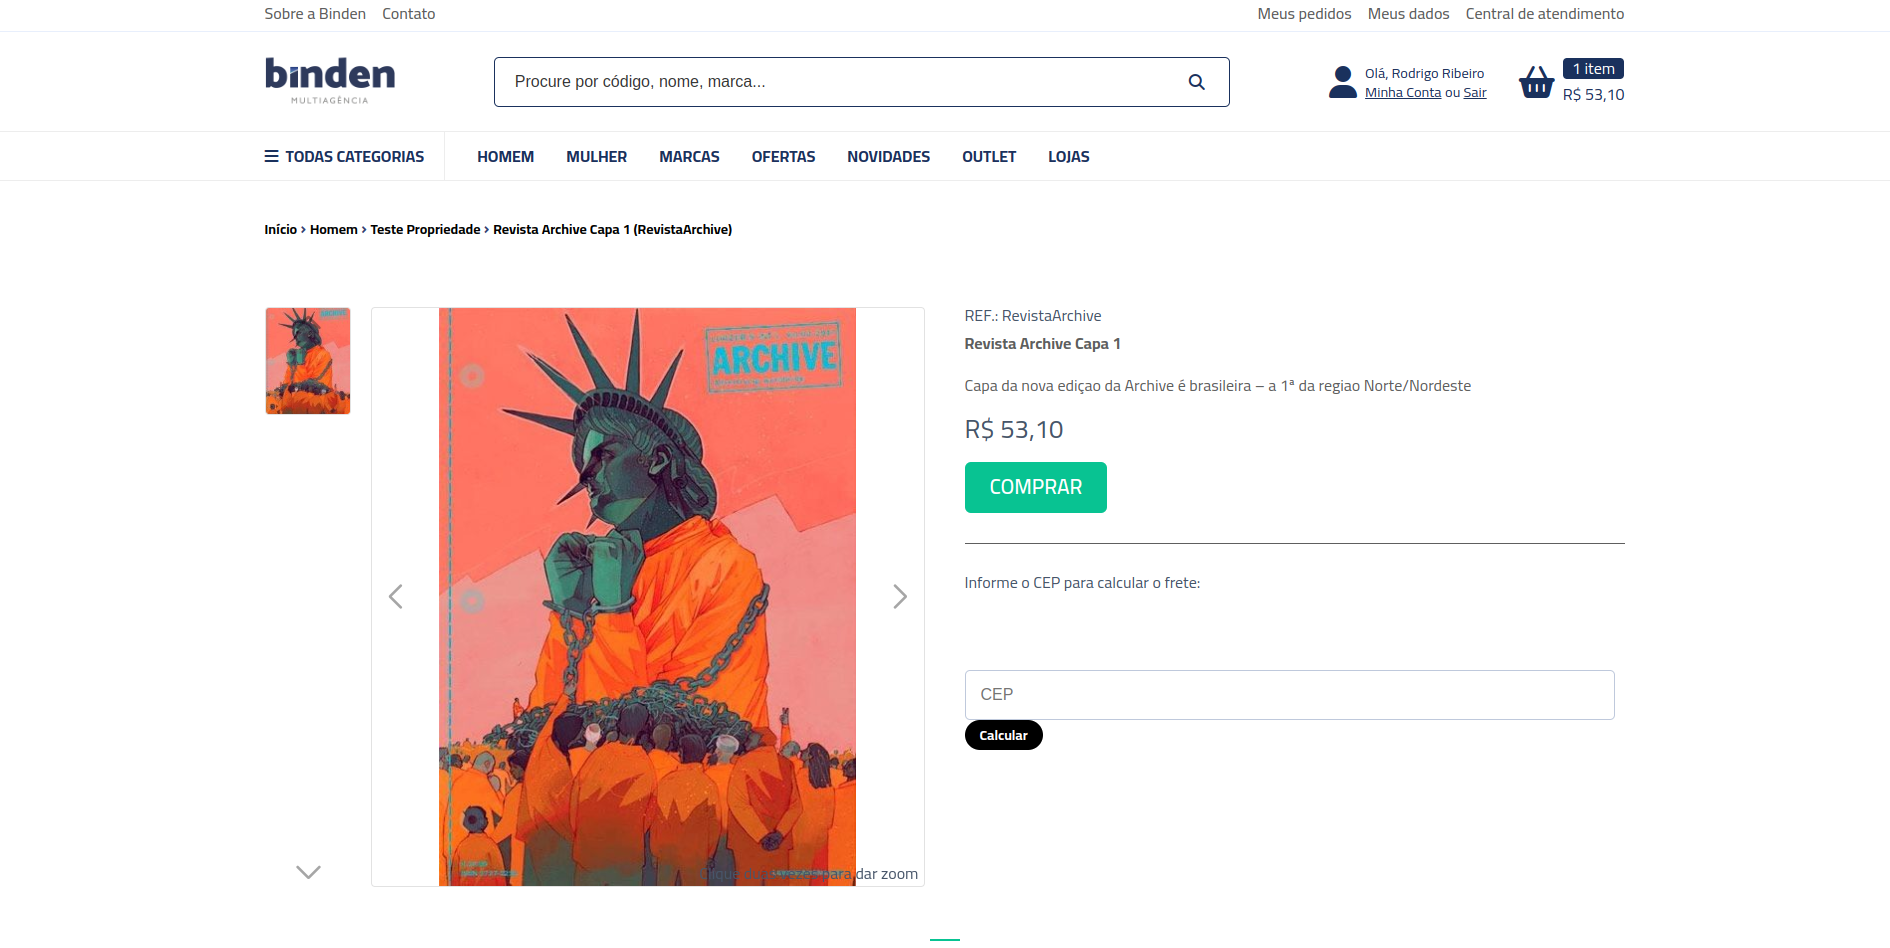 Sobre a Binden Contato
Meus pedidos Meus dados Central de atendimento
binden
MULTIAGÊNCIA
Procure por código, nome, marca...
Olá, Rodrigo Ribeiro
Minha Conta ou Sair
1 item
R$ 53,10
TODAS CATEGORIAS HOMEM MULHER MARCAS OFERTAS NOVIDADES OUTLET LOJAS
Início › Homem › Teste Propriedade › Revista Archive Capa 1 (RevistaArchive)
ARCHIVE
Clique duas vezes para dar zoom
REF.: RevistaArchive
Revista Archive Capa 1
Capa da nova ediçao da Archive é brasileira – a 1ª da regiao Norte/Nordeste
R$ 53,10
COMPRAR
Informe o CEP para calcular o frete:
CEP
Calcular